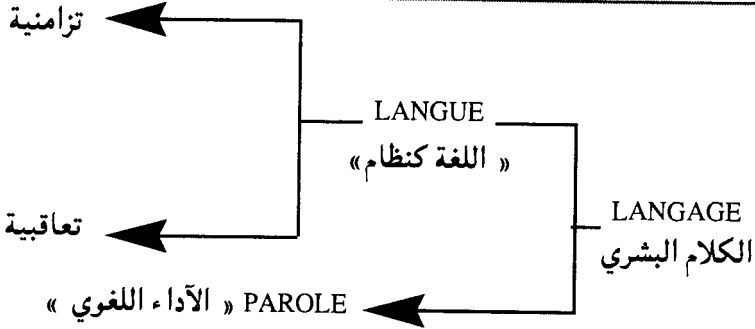 تزامنية
LANGUE
« اللغة كنظام »
LANGAGE
الكلام البشري
تعاقبية
PAROLE « الآداء اللغوي »